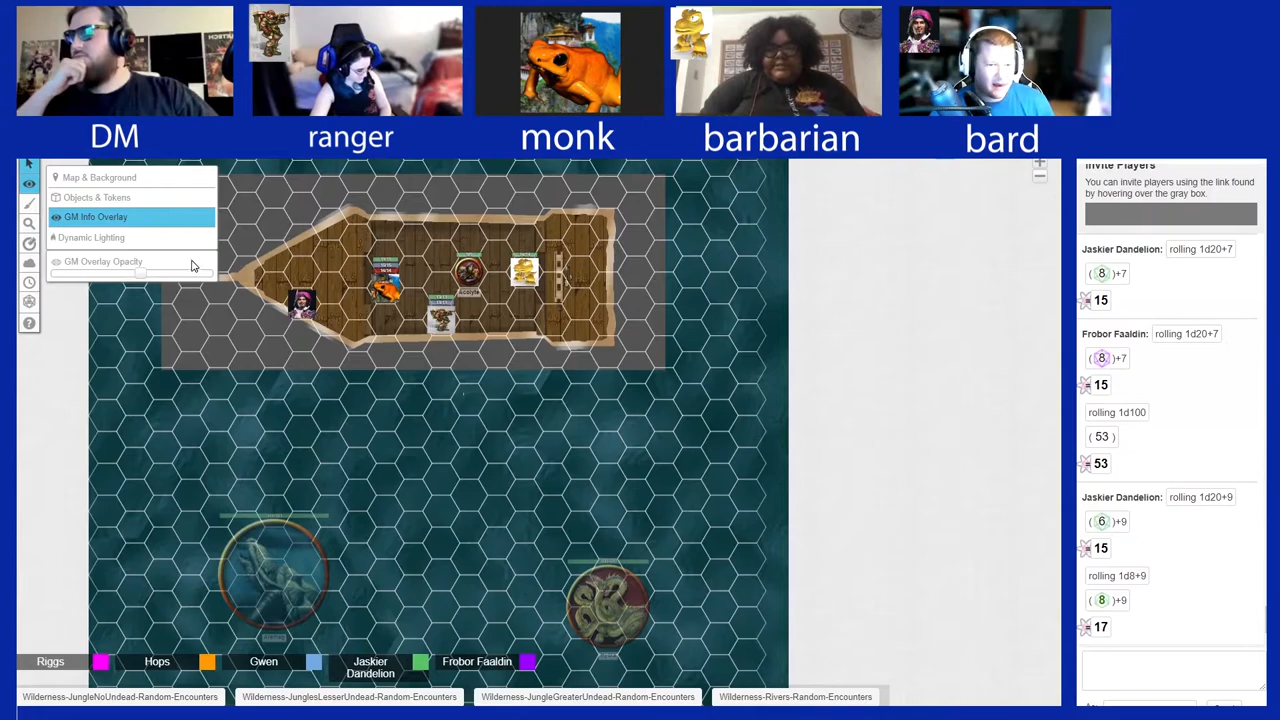 DM
ranger
monk
barbarian
bard
Map & Background
Objects & Tokens
GM Info Overlay
Dynamic Lighting
GM Overlay Opacity
Acolyte
Invite Players
You can invite players using the link found
by hovering over the gray box.
Jaskier Dandelion: rolling 1d20+7
( 8 )+7
= 15
Frobor Faaldin: rolling 1d20+7
( 8 )+7
= 15
rolling 1d100
( 53 )
= 53
Jaskier Dandelion: rolling 1d20+9
( 6 )+9
= 15
rolling 1d8+9
( 8 )+9
= 17
Riggs
Hops
Gwen
Jaskier
Dandelion
Frobor Faaldin
Wilderness-JungleNoUndead-Random-Encounters
Wilderness-JunglesLesserUndead-Random-Encounters
Wilderness-JungleGreaterUndead-Random-Encounters
Wilderness-Rivers-Random-Encounters